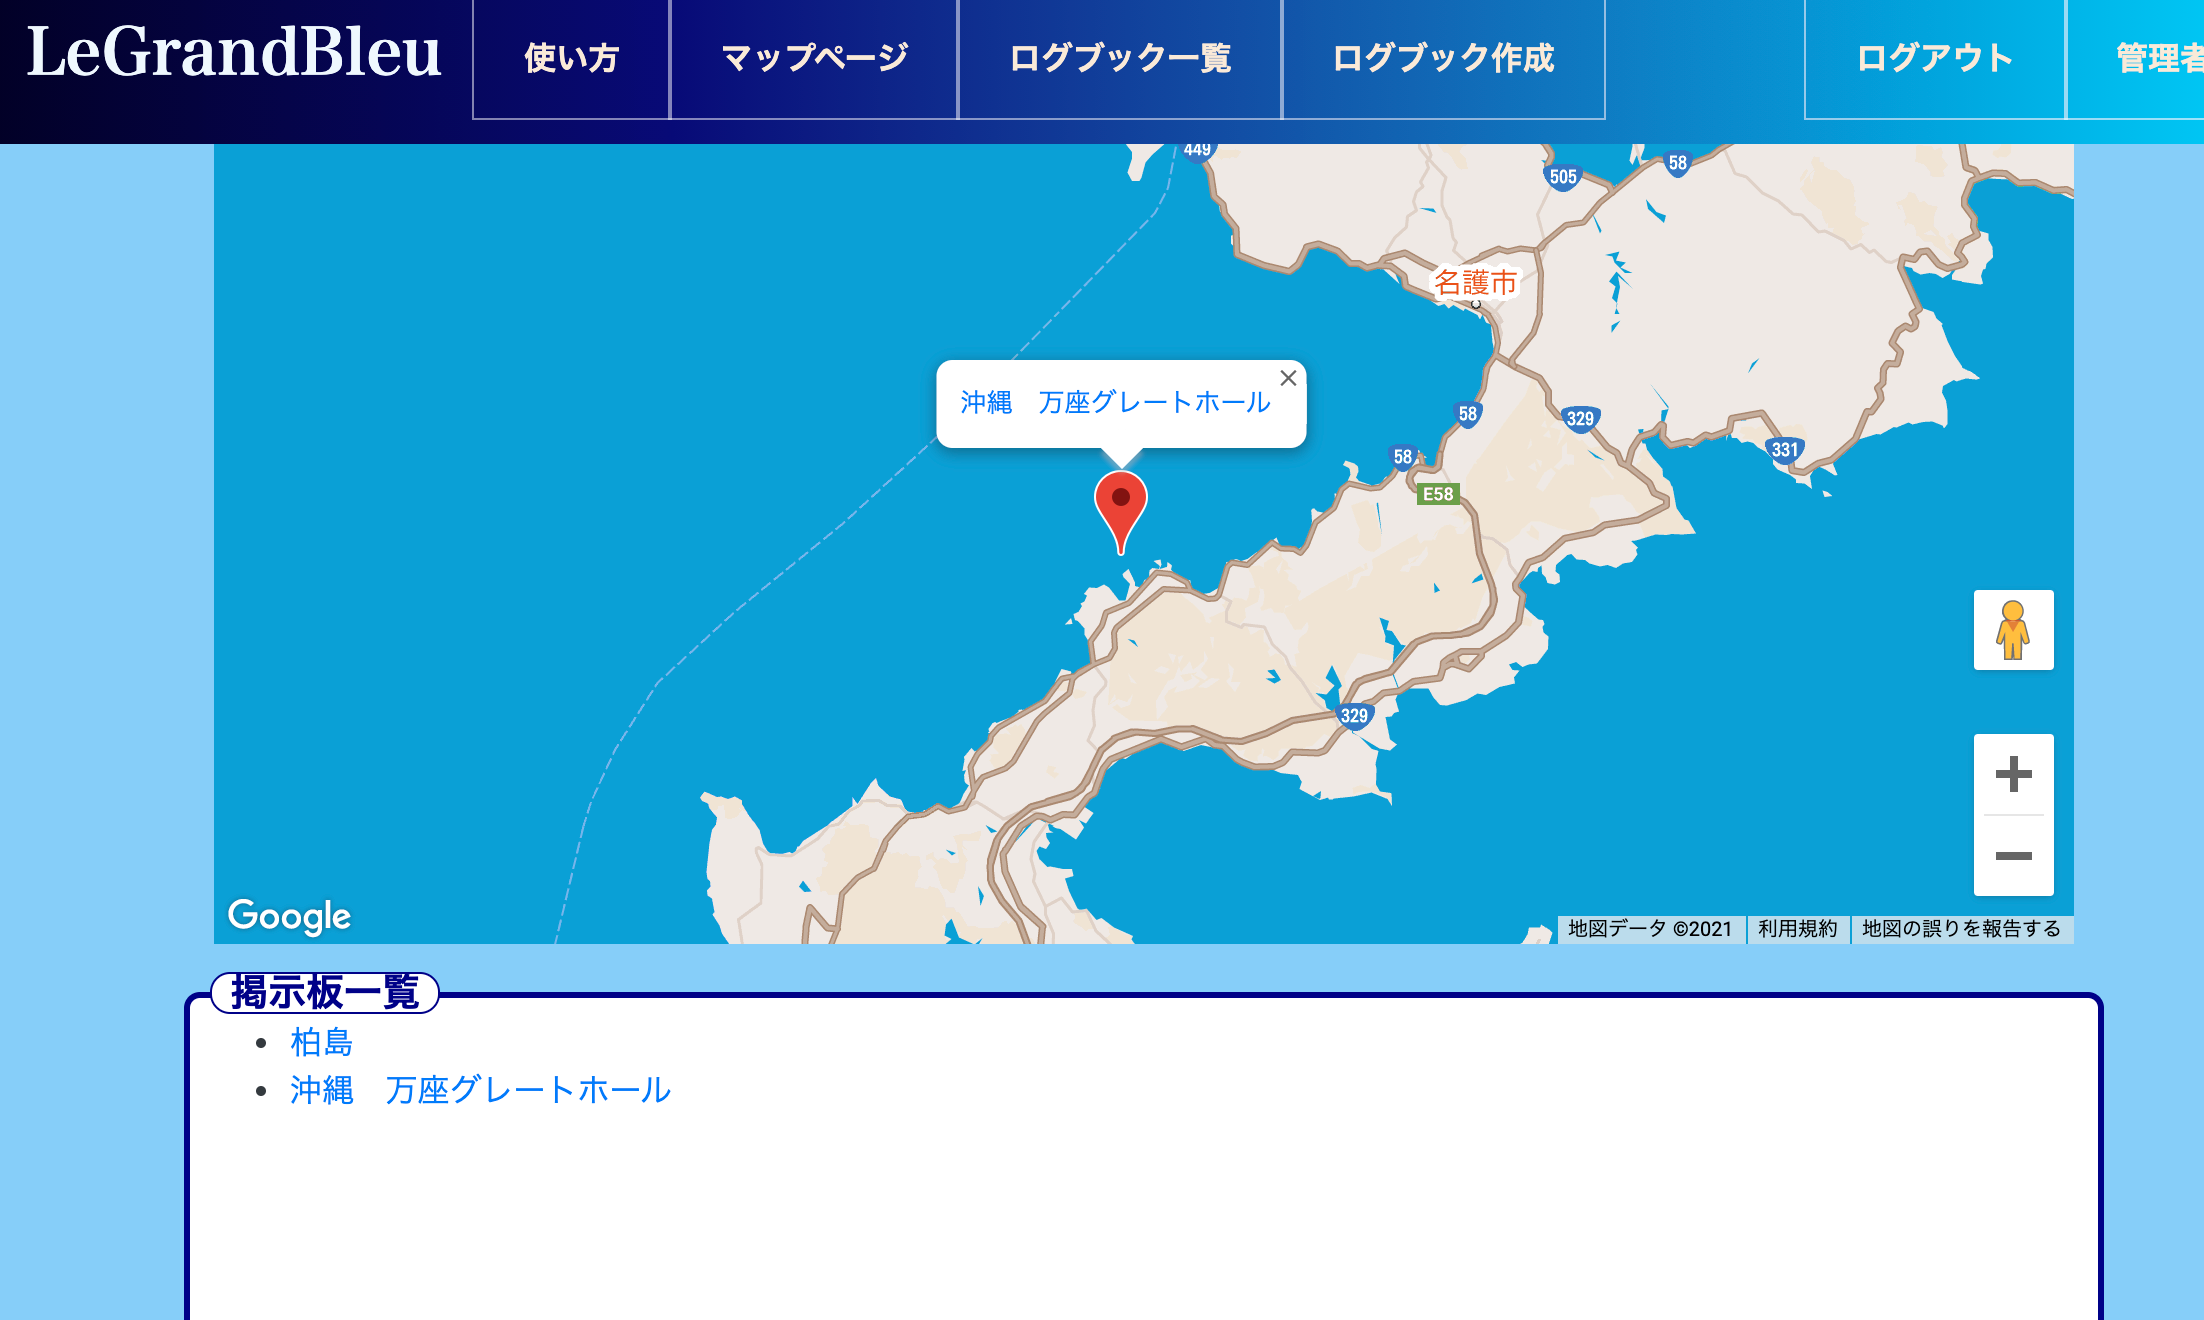 LeGrandBleu
使い方
マップページ
ログブック一覧
ログブック作成
ログアウト
管理者
449
505
58
名護市
沖縄　万座グレートホール
58
329
58
331
E58
329
Google
地図データ ©2021
利用規約
地図の誤りを報告する
掲示板一覧
柏島
沖縄　万座グレートホール